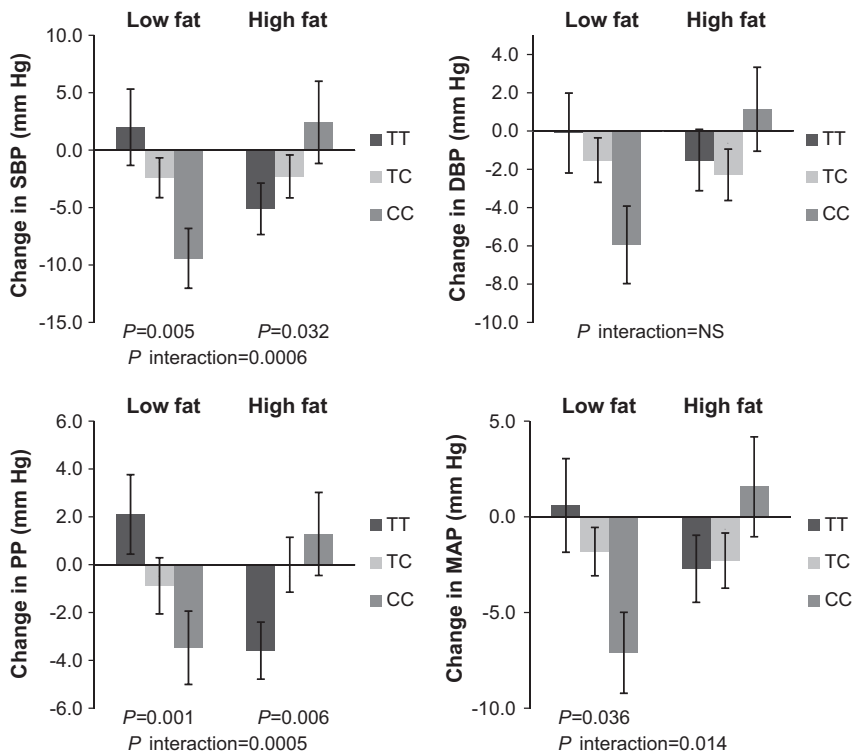 Low fat High fat
10.0
5.0
0.0
-5.0
-10.0
-15.0
Change in SBP (mm Hg)
TT
TC
CC
P=0.005 P=0.032
P interaction=0.0006
Low fat High fat
4.0
2.0
0.0
-2.0
-4.0
-6.0
-8.0
-10.0
Change in DBP (mm Hg)
TT
TC
CC
P interaction=NS
Low fat High fat
6.0
4.0
2.0
0.0
-2.0
-4.0
-6.0
Change in PP (mm Hg)
TT
TC
CC
P=0.001 P=0.006
P interaction=0.0005
Low fat High fat
5.0
0.0
-5.0
-10.0
Change in MAP (mm Hg)
TT
TC
CC
P=0.036
P interaction=0.014